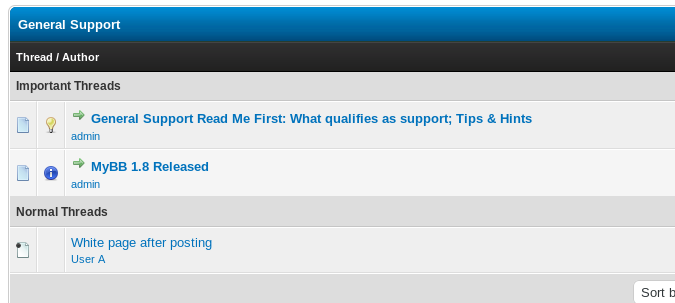 General Support
Thread / Author
Important Threads
General Support Read Me First: What qualifies as support; Tips & Hints
admin
MyBB 1.8 Released
admin
Normal Threads
White page after posting
User A
Sort b